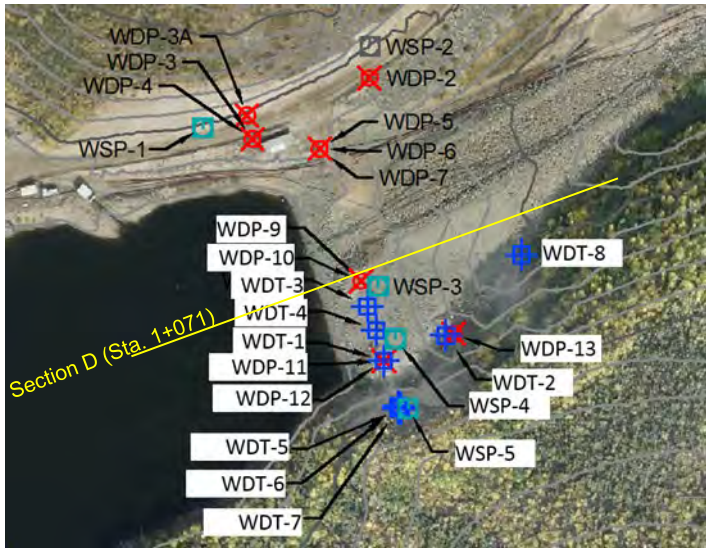 WDP-3A
WSP-2
WDP-3
WDP-4
WDP-2
WDP-5
WSP-1
WDP-6
WDP-7
WDP-9
WDP-10
WDT-8
WDT-3
WSP-3
WDT-4
Section D (Sta. 1+071)
WDT-1
WDP-13
WDP-11
WDT-2
WDP-12
WSP-4
WDT-5
WSP-5
WDT-6
WDT-7